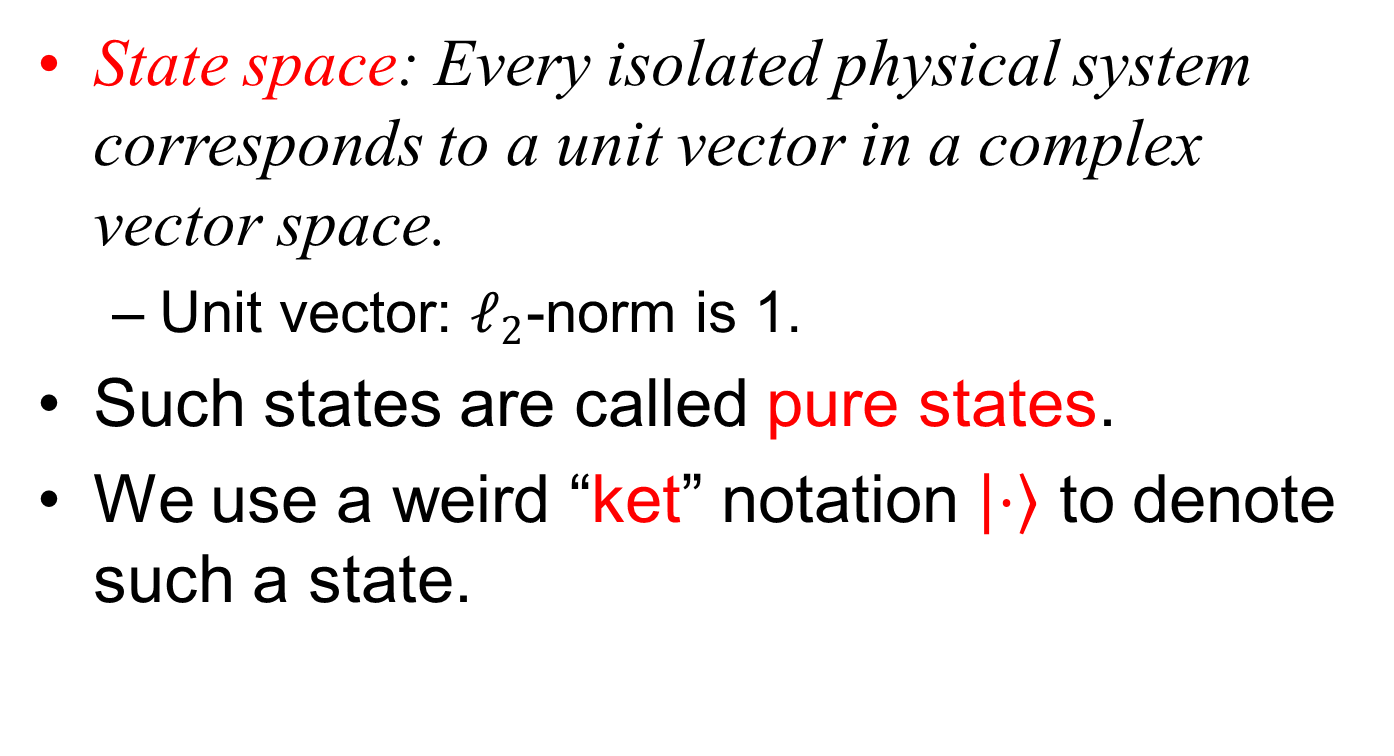 • State space: Every isolated physical system
corresponds to a unit vector in a complex
vector space.
– Unit vector: ℓ₂-norm is 1.
• Such states are called pure states.
• We use a weird “ket” notation |·⟩ to denote
such a state.